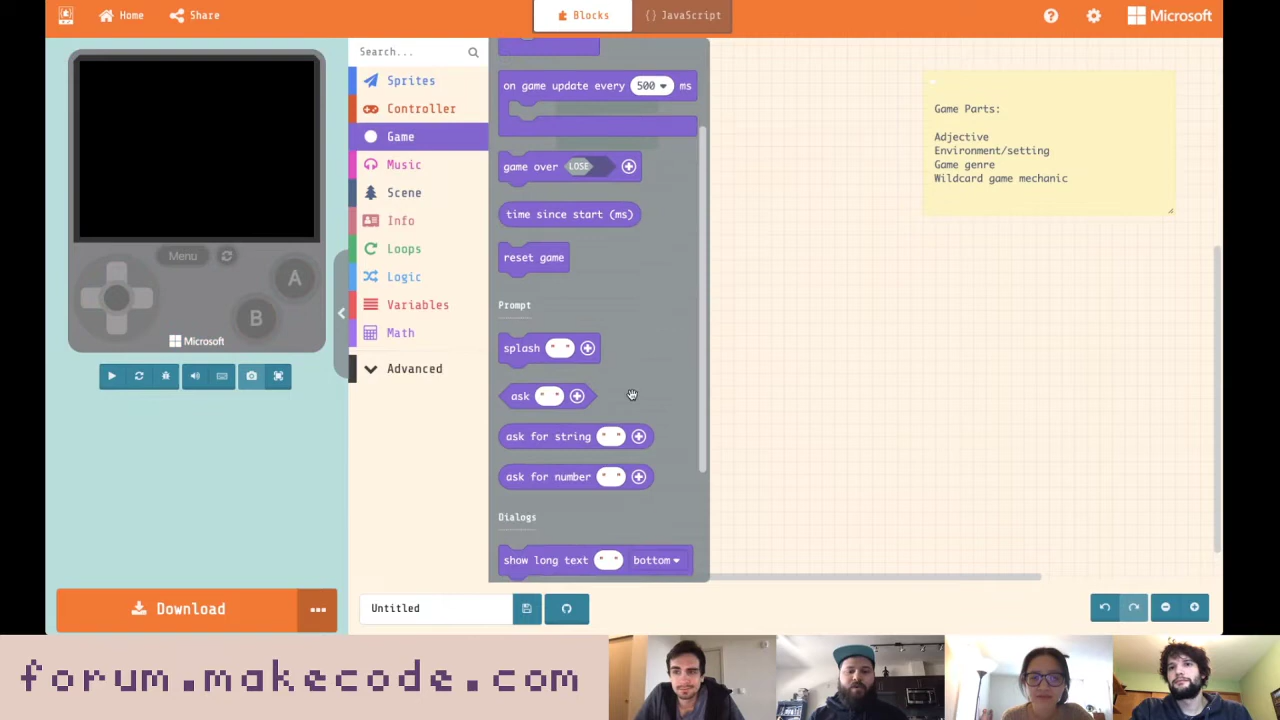 Home
Share
Blocks
{} JavaScript
Microsoft
Search...
Sprites
Controller
Game
Music
Scene
Info
Loops
Logic
Variables
Math
Advanced
on game update every 500 ms
game over LOSE
time since start (ms)
reset game
Prompt
splash " "
ask " "
ask for string " "
ask for number " "
Dialogs
show long text " " bottom
Game Parts:
Adjective
Environment/setting
Game genre
Wildcard game mechanic
Menu
A
B
Microsoft
Download
Untitled
forum.makecode.com